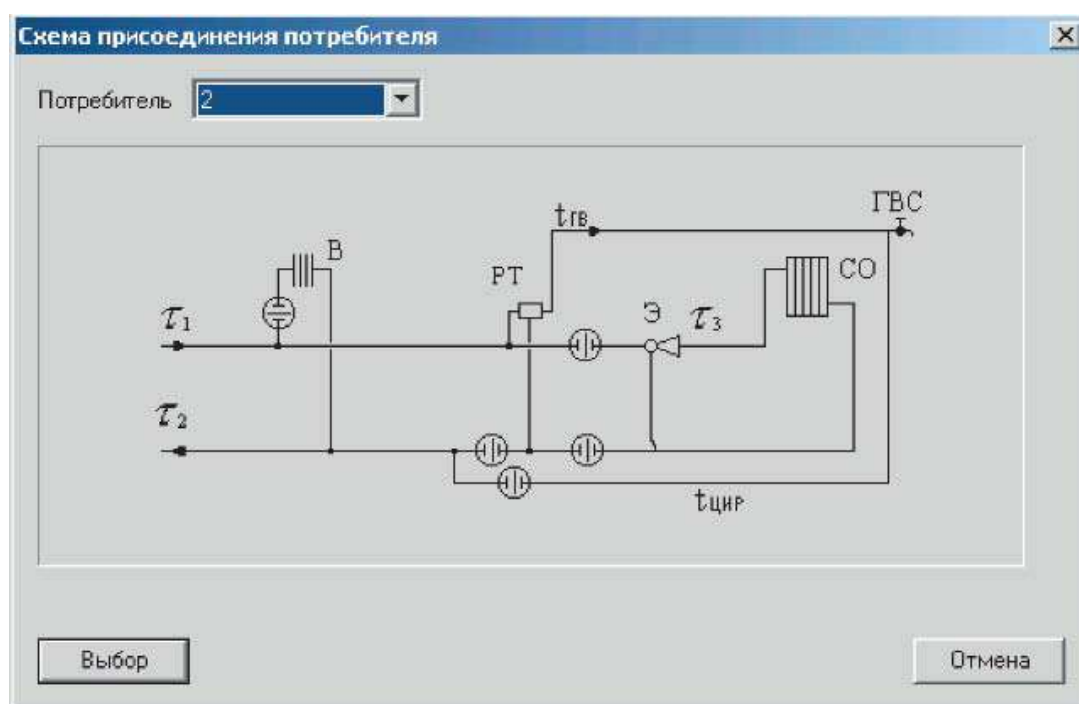 Схема присоединения потребителя
Потребитель 2
tГВ
ГВС
В
РТ
СО
τ1
Э
τ3
τ2
tЦИР
Выбор
Отмена